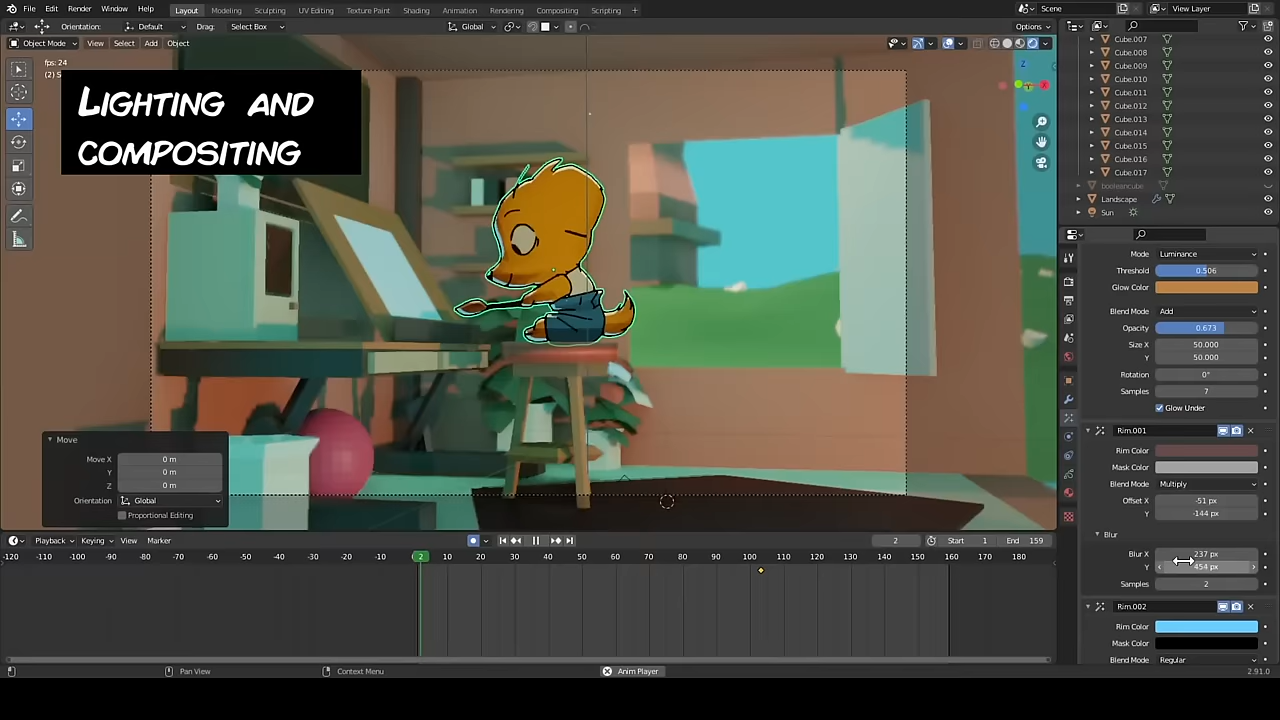 File Edit Render Window Help Layout Modeling Sculpting UV Editing Texture Paint Shading Animation Rendering Compositing Scripting + Scene View Layer
Orientation: Default Drag: Select Box Global Options
Object Mode View Select Add Object
fps: 24
(2) S
LIGHTING AND
COMPOSITING
Z
Cube.007
Cube.008
Cube.009
Cube.010
Cube.011
Cube.012
Cube.013
Cube.014
Cube.015
Cube.016
Cube.017
booleancube
Landscape
Sun
Mode Luminance
Threshold 0.506
Glow Color
Blend Mode Add
Opacity 0.673
Size X 50.000
Y 50.000
Rotation 0°
Samples 7
Glow Under
Rim.001
Rim Color
Mask Color
Blend Mode Multiply
Offset X -51 px
Y -144 px
Blur
Blur X 237 px
Y 454 px
Samples 2
Rim.002
Rim Color
Mask Color
Blend Mode Regular
Move
Move X 0 m
Y 0 m
Z 0 m
Orientation Global
Proportional Editing
Playback Keying View Marker 2 Start 1 End 159
-120 -110 -100 -90 -80 -70 -60 -50 -40 -30 -20 -10 2 10 20 30 40 50 60 70 80 90 100 110 120 130 140 150 160 170 180
Pan View Context Menu Anim Player 2.91.0